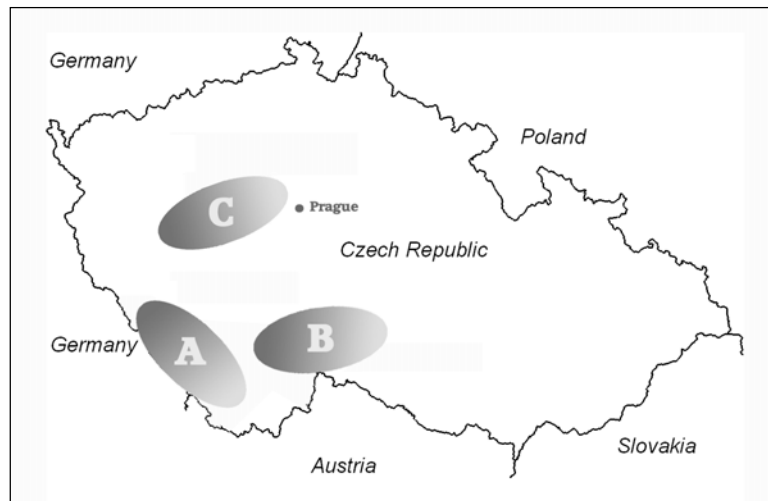 Germany
Poland
C
Prague
Czech Republic
Germany
A
B
Slovakia
Austria